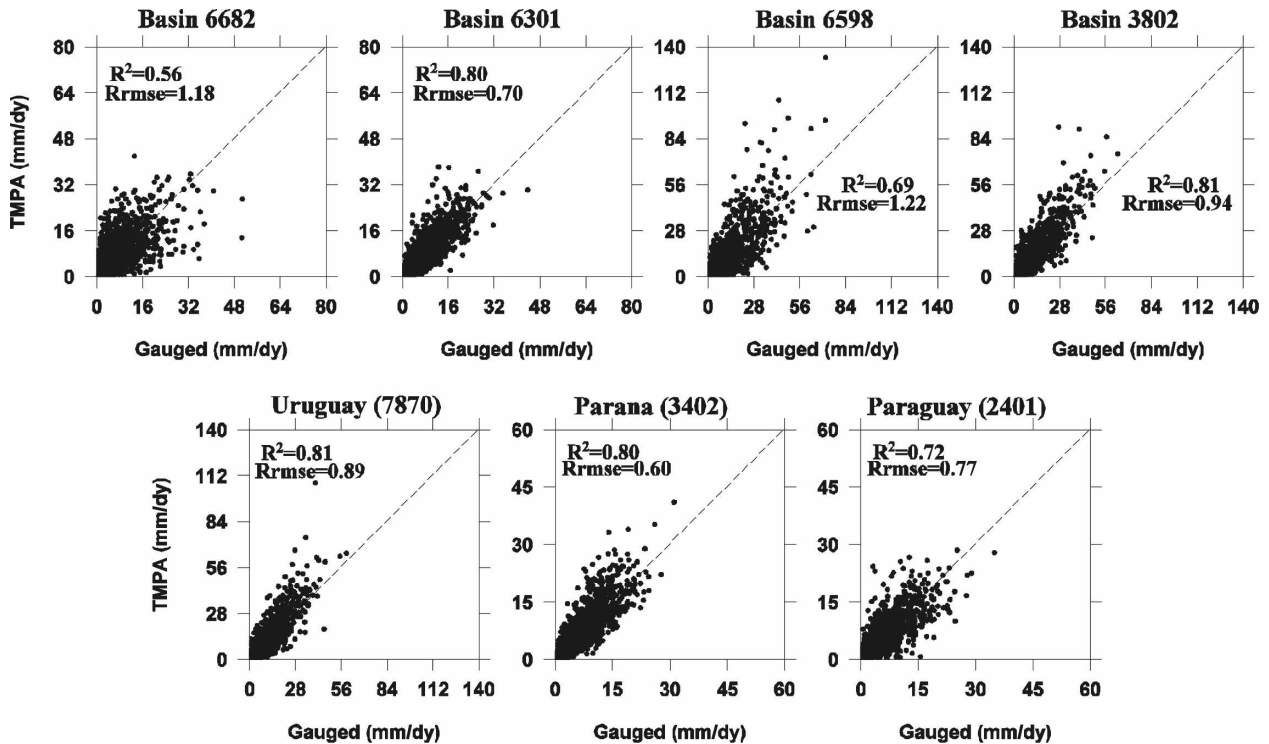 Basin 6682
Basin 6301
Basin 6598
Basin 3802
80
64
48
32
16
0
TMPA (mm/dy)
R²=0.56
Rrmse=1.18
0 16 32 48 64 80
Gauged (mm/dy)
80
64
48
32
16
0
R²=0.80
Rrmse=0.70
0 16 32 48 64 80
Gauged (mm/dy)
140
112
84
56
28
0
R²=0.69
Rrmse=1.22
0 28 56 84 112 140
Gauged (mm/dy)
140
112
84
56
28
0
R²=0.81
Rrmse=0.94
0 28 56 84 112 140
Gauged (mm/dy)
Uruguay (7870)
Parana (3402)
Paraguay (2401)
140
112
84
56
28
0
TMPA (mm/dy)
R²=0.81
Rrmse=0.89
0 28 56 84 112 140
Gauged (mm/dy)
60
45
30
15
0
R²=0.80
Rrmse=0.60
0 15 30 45 60
Gauged (mm/dy)
60
45
30
15
0
R²=0.72
Rrmse=0.77
0 15 30 45 60
Gauged (mm/dy)